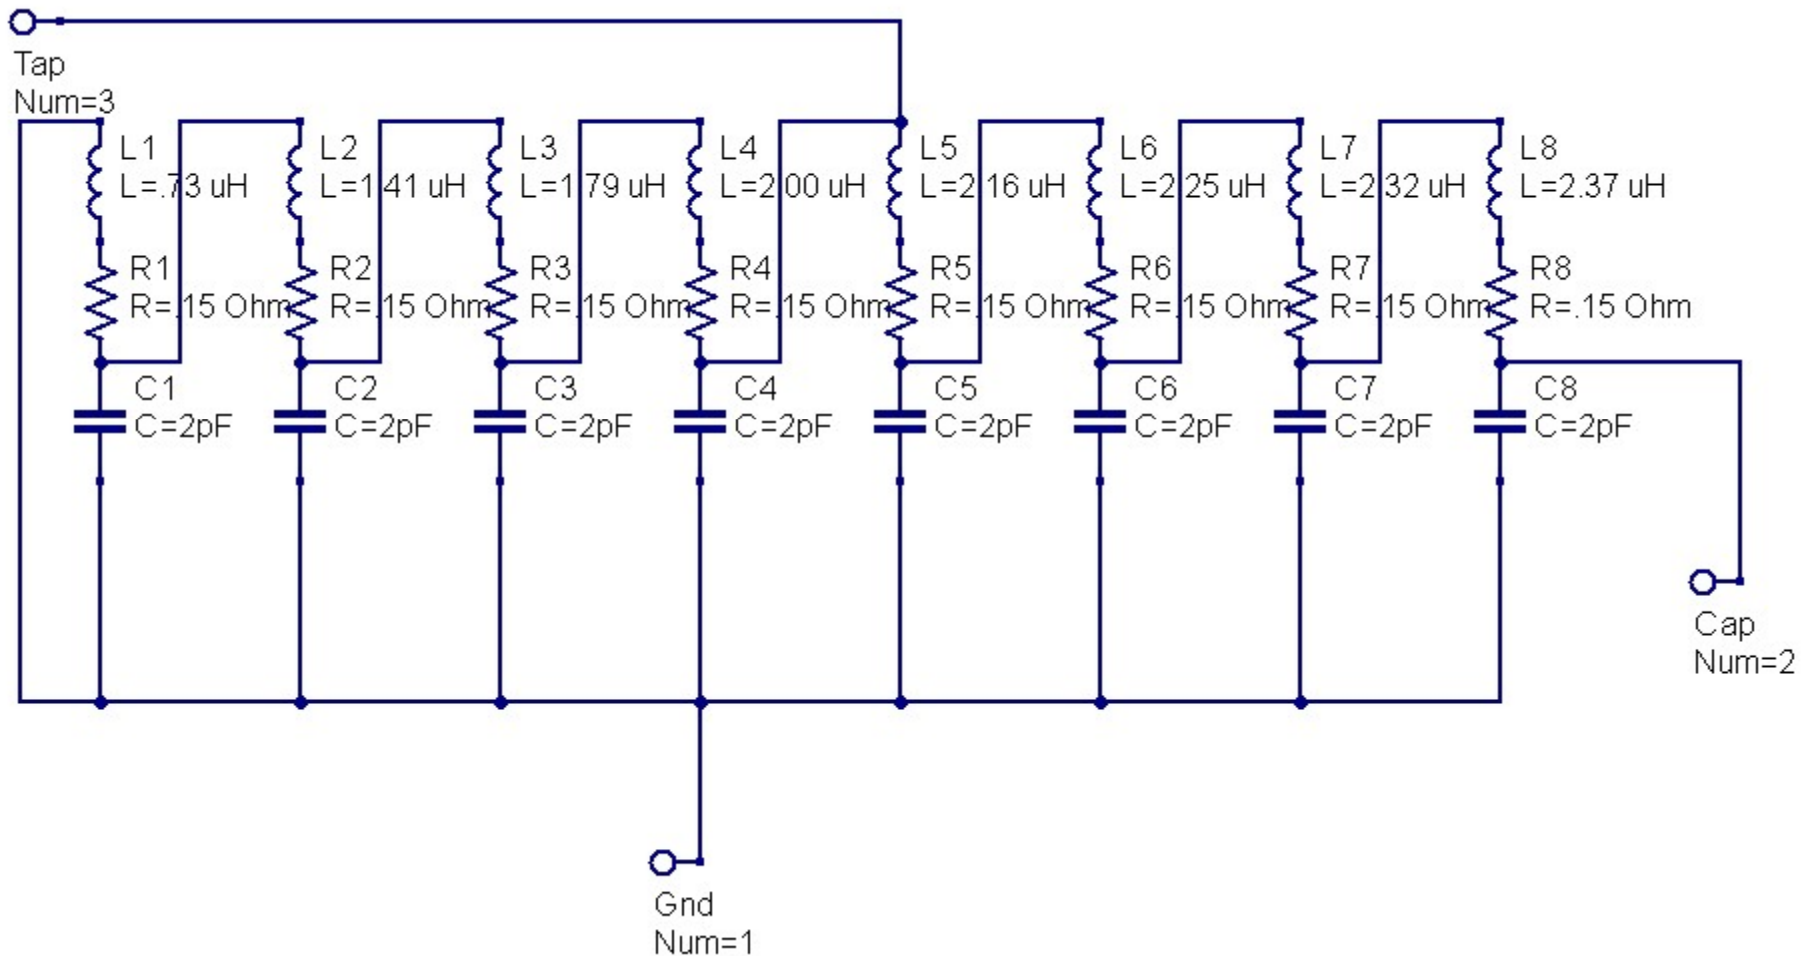 Tap
Num=3
L1
L=.73 uH
L2
L=1.41 uH
L3
L=1.79 uH
L4
L=2.00 uH
L5
L=2.16 uH
L6
L=2.25 uH
L7
L=2.32 uH
L8
L=2.37 uH
R1
R=.15 Ohm
R2
R=.15 Ohm
R3
R=.15 Ohm
R4
R=.15 Ohm
R5
R=.15 Ohm
R6
R=.15 Ohm
R7
R=.15 Ohm
R8
R=.15 Ohm
C1
C=2pF
C2
C=2pF
C3
C=2pF
C4
C=2pF
C5
C=2pF
C6
C=2pF
C7
C=2pF
C8
C=2pF
Cap
Num=2
Gnd
Num=1